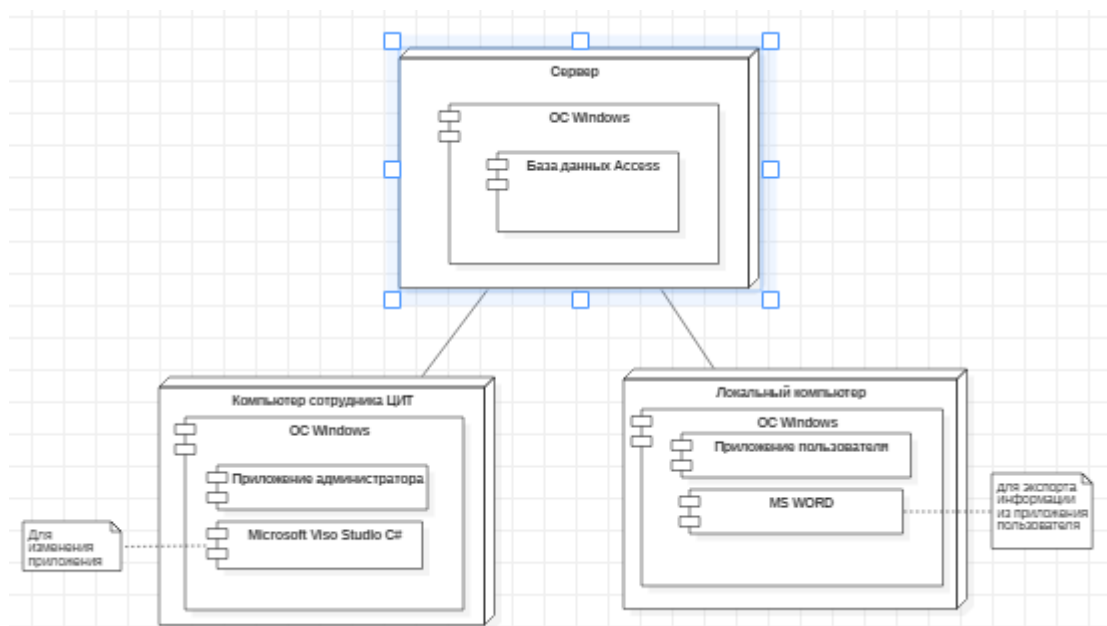 Сервер
ОС Windows
База данных Access
Компьютер сотрудника ЦИТ
ОС Windows
Приложение администратора
Microsoft Viso Studio C#
Для
изменения
приложения
Локальный компьютер
ОС Windows
Приложение пользователя
MS WORD
для экспорта
информации
из приложения
пользователя